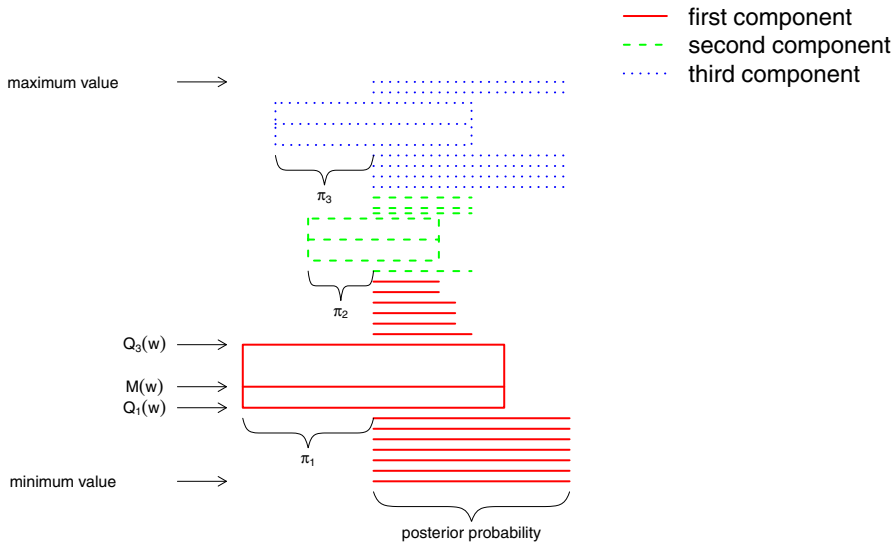 first component
second component
third component
maximum value
π₃
π₂
Q₃(w)
M(w)
Q₁(w)
π₁
minimum value
posterior probability